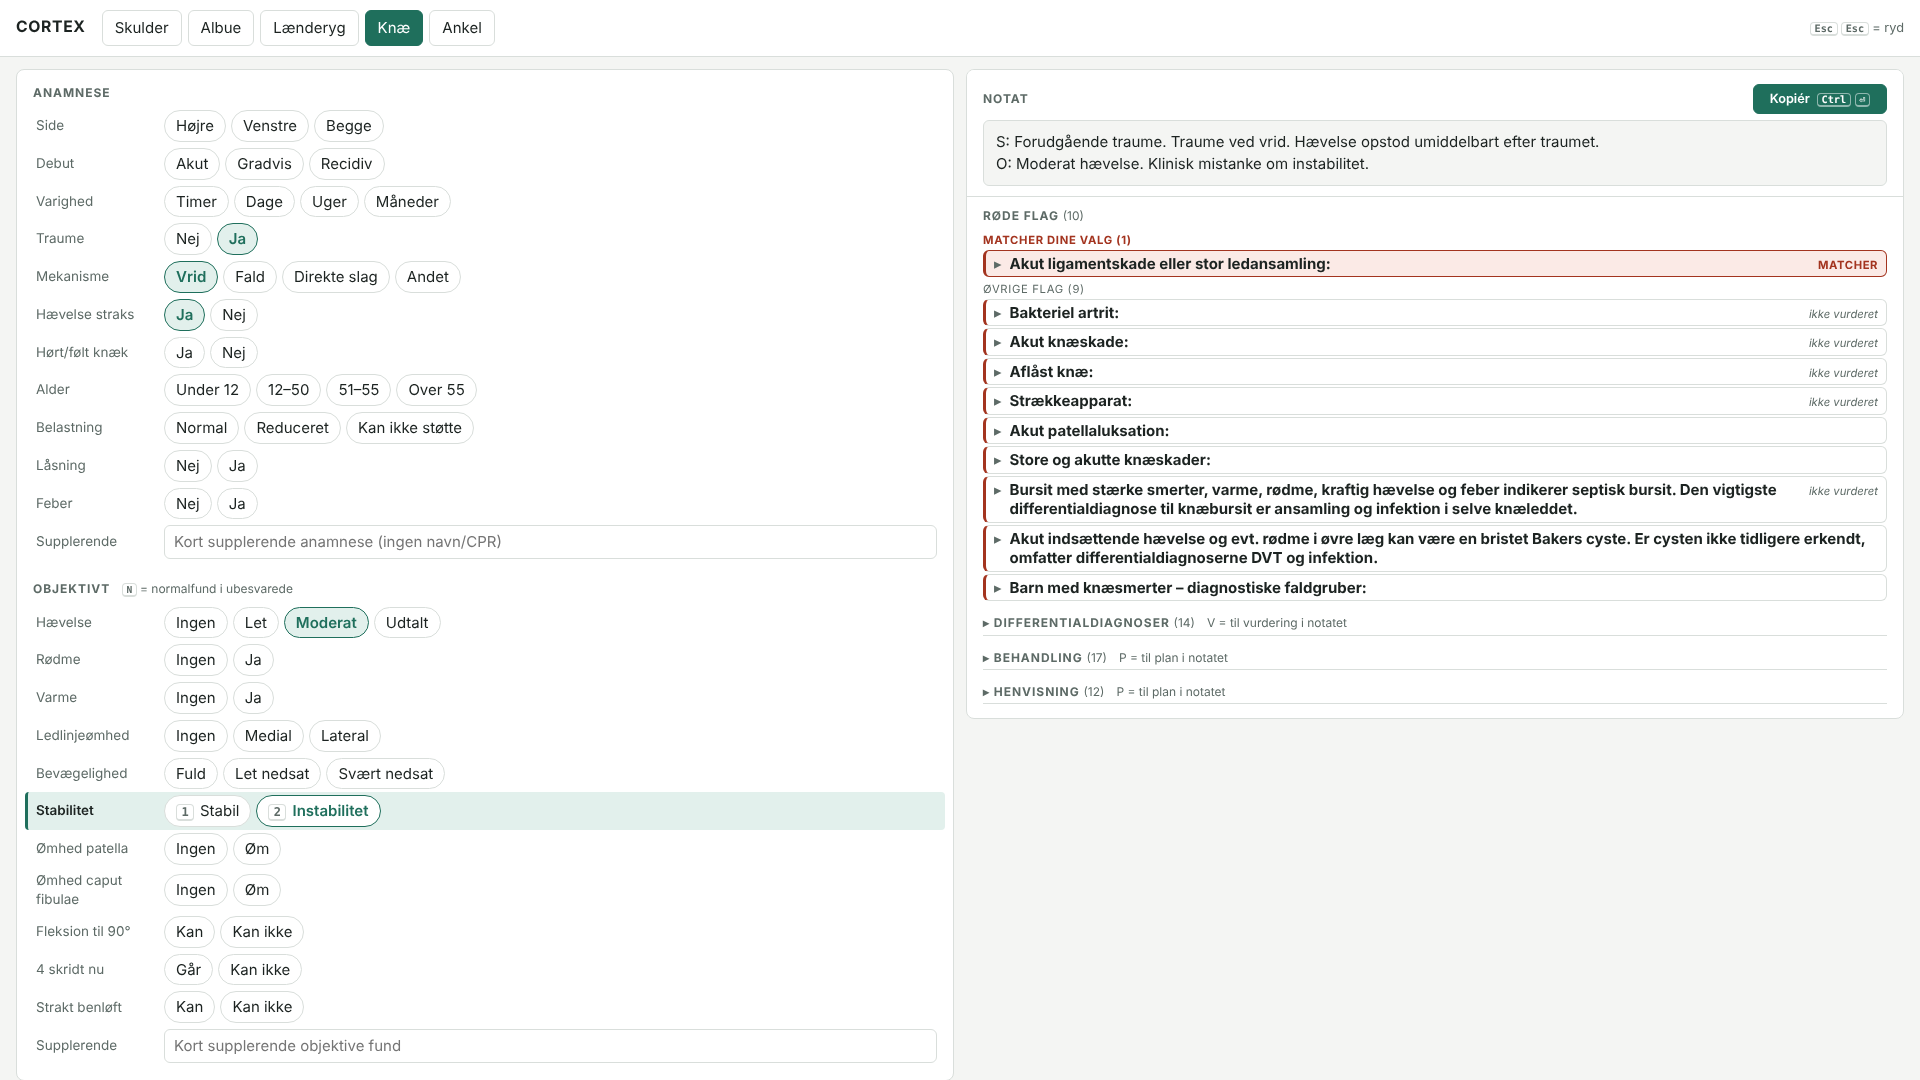 CORTEX Skulder Albue Lænderyg Knæ Ankel Esc Esc = ryd
ANAMNESE
Side Højre Venstre Begge
Debut Akut Gradvis Recidiv
Varighed Timer Dage Uger Måneder
Traume Nej Ja
Mekanisme Vrid Fald Direkte slag Andet
Hævelse straks Ja Nej
Hørt/følt knæk Ja Nej
Alder Under 12 12–50 51–55 Over 55
Belastning Normal Reduceret Kan ikke støtte
Låsning Nej Ja
Feber Nej Ja
Supplerende Kort supplerende anamnese (ingen navn/CPR)
OBJEKTIVT N = normalfund i ubesvarede
Hævelse Ingen Let Moderat Udtalt
Rødme Ingen Ja
Varme Ingen Ja
Ledlinjeømhed Ingen Medial Lateral
Bevægelighed Fuld Let nedsat Svært nedsat
Stabilitet 1 Stabil 2 Instabilitet
Ømhed patella Ingen Øm
Ømhed caput
fibulae Ingen Øm
Fleksion til 90° Kan Kan ikke
4 skridt nu Går Kan ikke
Strakt benløft Kan Kan ikke
Supplerende Kort supplerende objektive fund
NOTAT Kopiér Ctrl ⏎
S: Forudgående traume. Traume ved vrid. Hævelse opstod umiddelbart efter traumet.
O: Moderat hævelse. Klinisk mistanke om instabilitet.
RØDE FLAG (10)
MATCHER DINE VALG (1)
▸ Akut ligamentskade eller stor ledansamling: MATCHER
ØVRIGE FLAG (9)
▸ Bakteriel artrit: ikke vurderet
▸ Akut knæskade: ikke vurderet
▸ Aflåst knæ: ikke vurderet
▸ Strækkeapparat: ikke vurderet
▸ Akut patellaluksation:
▸ Store og akutte knæskader:
▸ Bursit med stærke smerter, varme, rødme, kraftig hævelse og feber indikerer septisk bursit. Den vigtigste ikke vurderet
differentialdiagnose til knæbursit er ansamling og infektion i selve knæleddet.
▸ Akut indsættende hævelse og evt. rødme i øvre læg kan være en bristet Bakers cyste. Er cysten ikke tidligere erkendt,
omfatter differentialdiagnoserne DVT og infektion.
▸ Barn med knæsmerter – diagnostiske faldgruber:
▸ DIFFERENTIALDIAGNOSER (14) V = til vurdering i notatet
▸ BEHANDLING (17) P = til plan i notatet
▸ HENVISNING (12) P = til plan i notatet